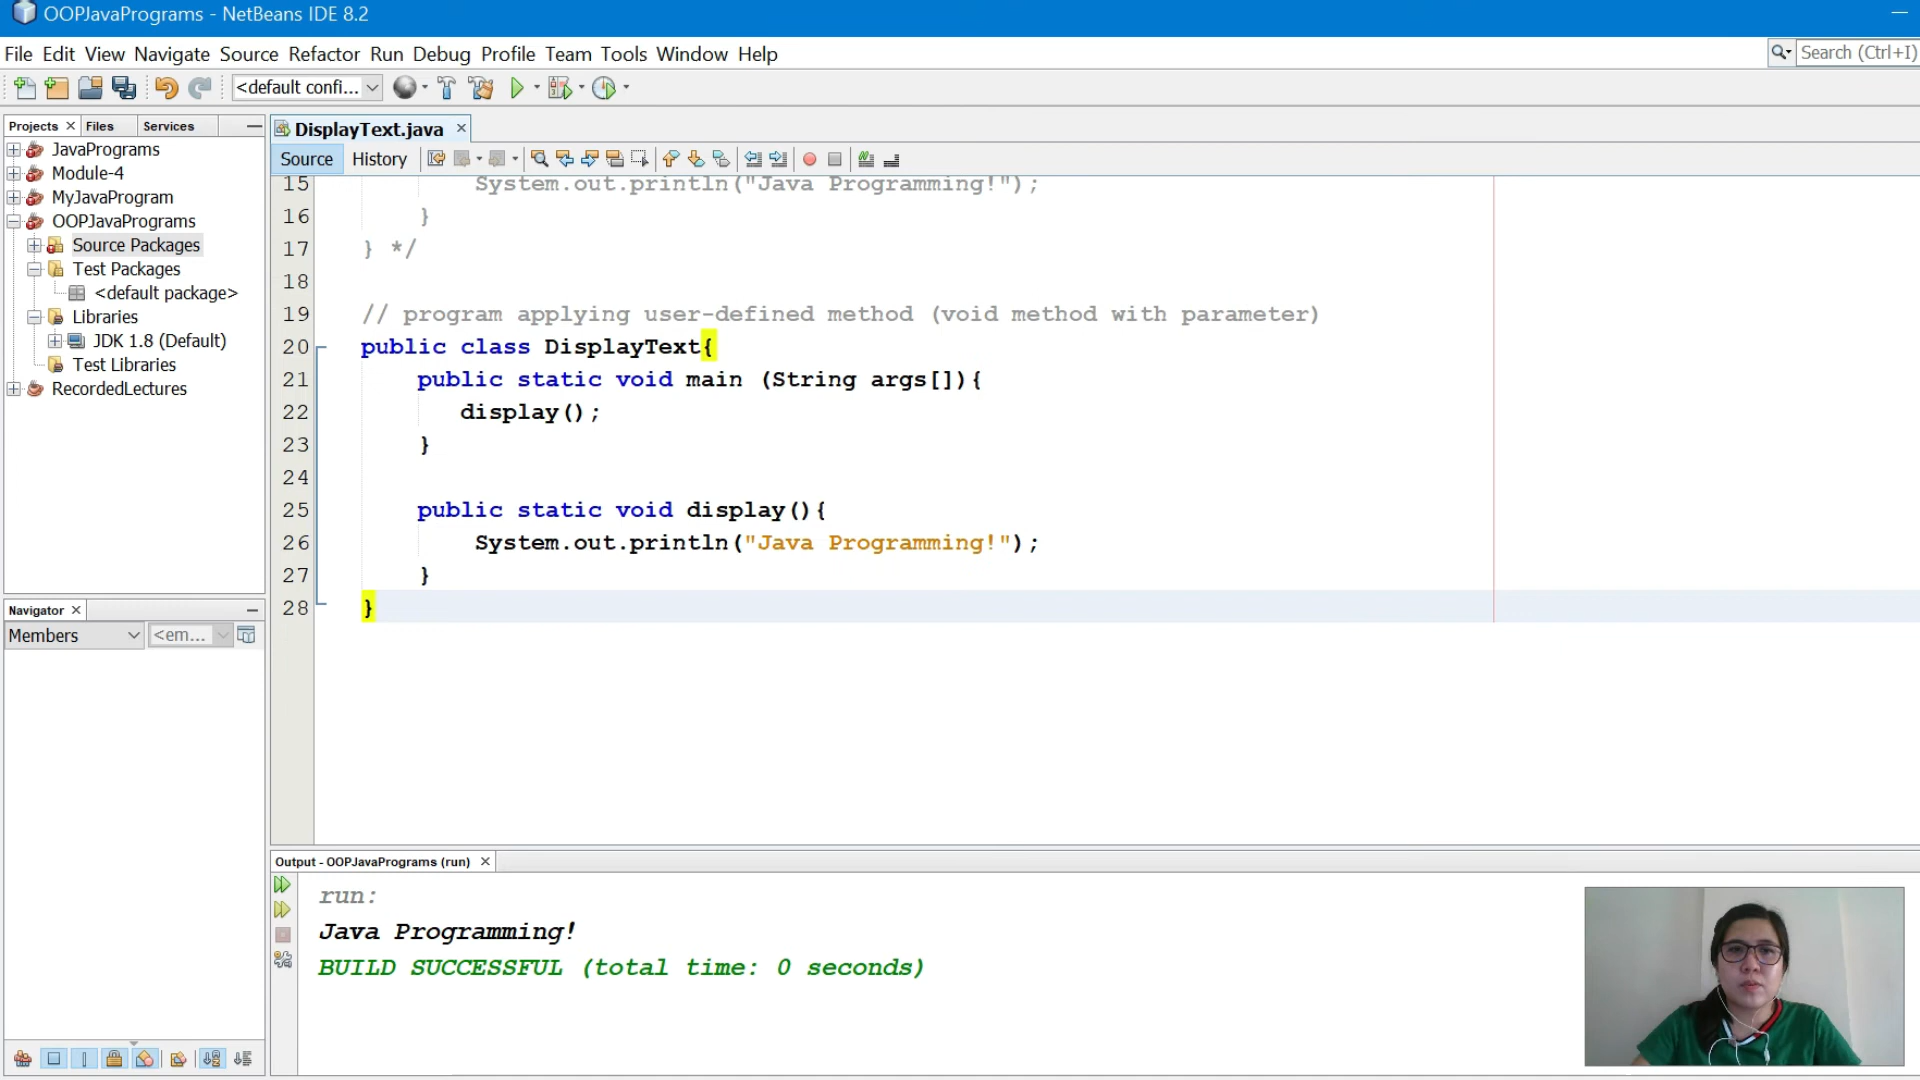 OOPJavaPrograms - NetBeans IDE 8.2
File Edit View Navigate Source Refactor Run Debug Profile Team Tools Window Help
Search (Ctrl+I)
<default confi...
Projects Files Services
JavaPrograms
Module-4
MyJavaProgram
OOPJavaPrograms
Source Packages
Test Packages
<default package>
Libraries
JDK 1.8 (Default)
Test Libraries
RecordedLectures
Navigator
Members <em...
DisplayText.java
Source History
15 System.out.println("Java Programming!");
16 }
17 } */
18
19 // program applying user-defined method (void method with parameter)
20 public class DisplayText{
21 public static void main (String args[]){
22 display();
23 }
24
25 public static void display(){
26 System.out.println("Java Programming!");
27 }
28 }
Output - OOPJavaPrograms (run)
run:
Java Programming!
BUILD SUCCESSFUL (total time: 0 seconds)